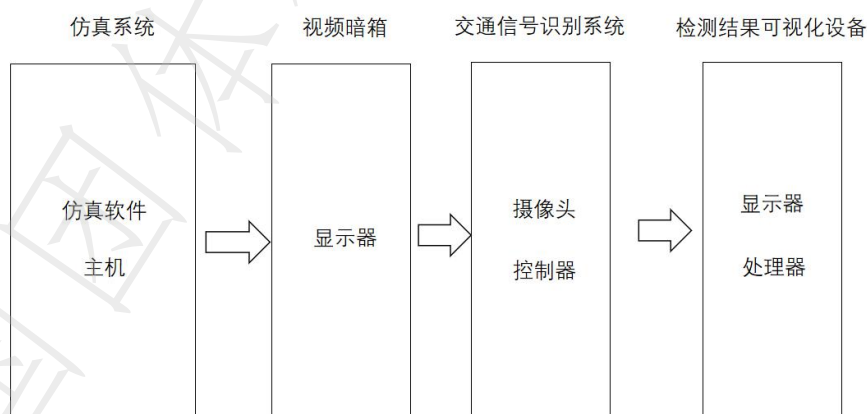 仿真系统
视频暗箱
交通信号识别系统
检测结果可视化设备
仿真软件
主机
显示器
摄像头
控制器
显示器
处理器